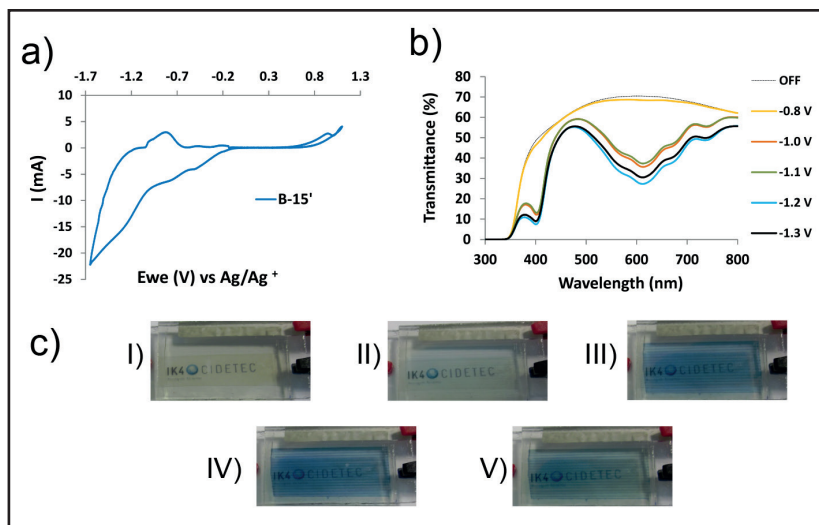 a)
-1.7 -1.2 -0.7 -0.2 0.3 0.8 1.3
10
5
0
-5
-10
-15
-20
-25
I (mA)
B-15'
Ewe (V) vs Ag/Ag +
b)
80
70
60
50
40
30
20
10
0
Transmittance (%)
300 400 500 600 700 800
Wavelength (nm)
OFF
-0.8 V
-1.0 V
-1.1 V
-1.2 V
-1.3 V
c)
I)
IK4 CIDETEC
II)
IK4 CIDETEC
III)
IK4 CIDETEC
IV)
IK4 CIDETEC
V)
IK4 CIDETEC